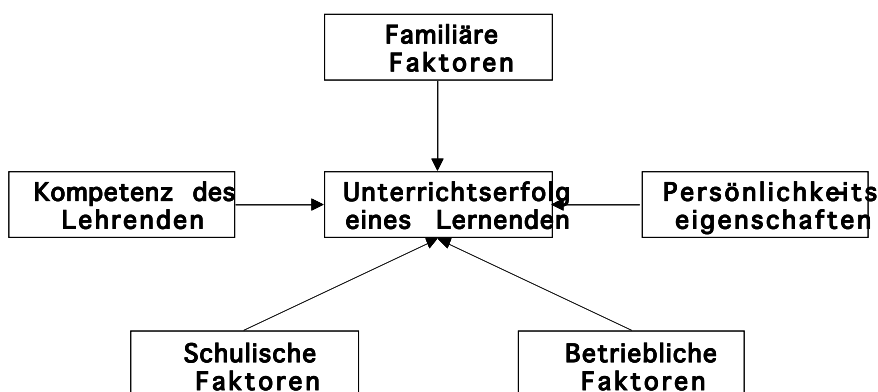 Familiäre
Faktoren
Kompetenz des
Lehrenden
Unterrichtserfolg
eines Lernenden
Persönlichkeits-
eigenschaften
Schulische
Faktoren
Betriebliche
Faktoren